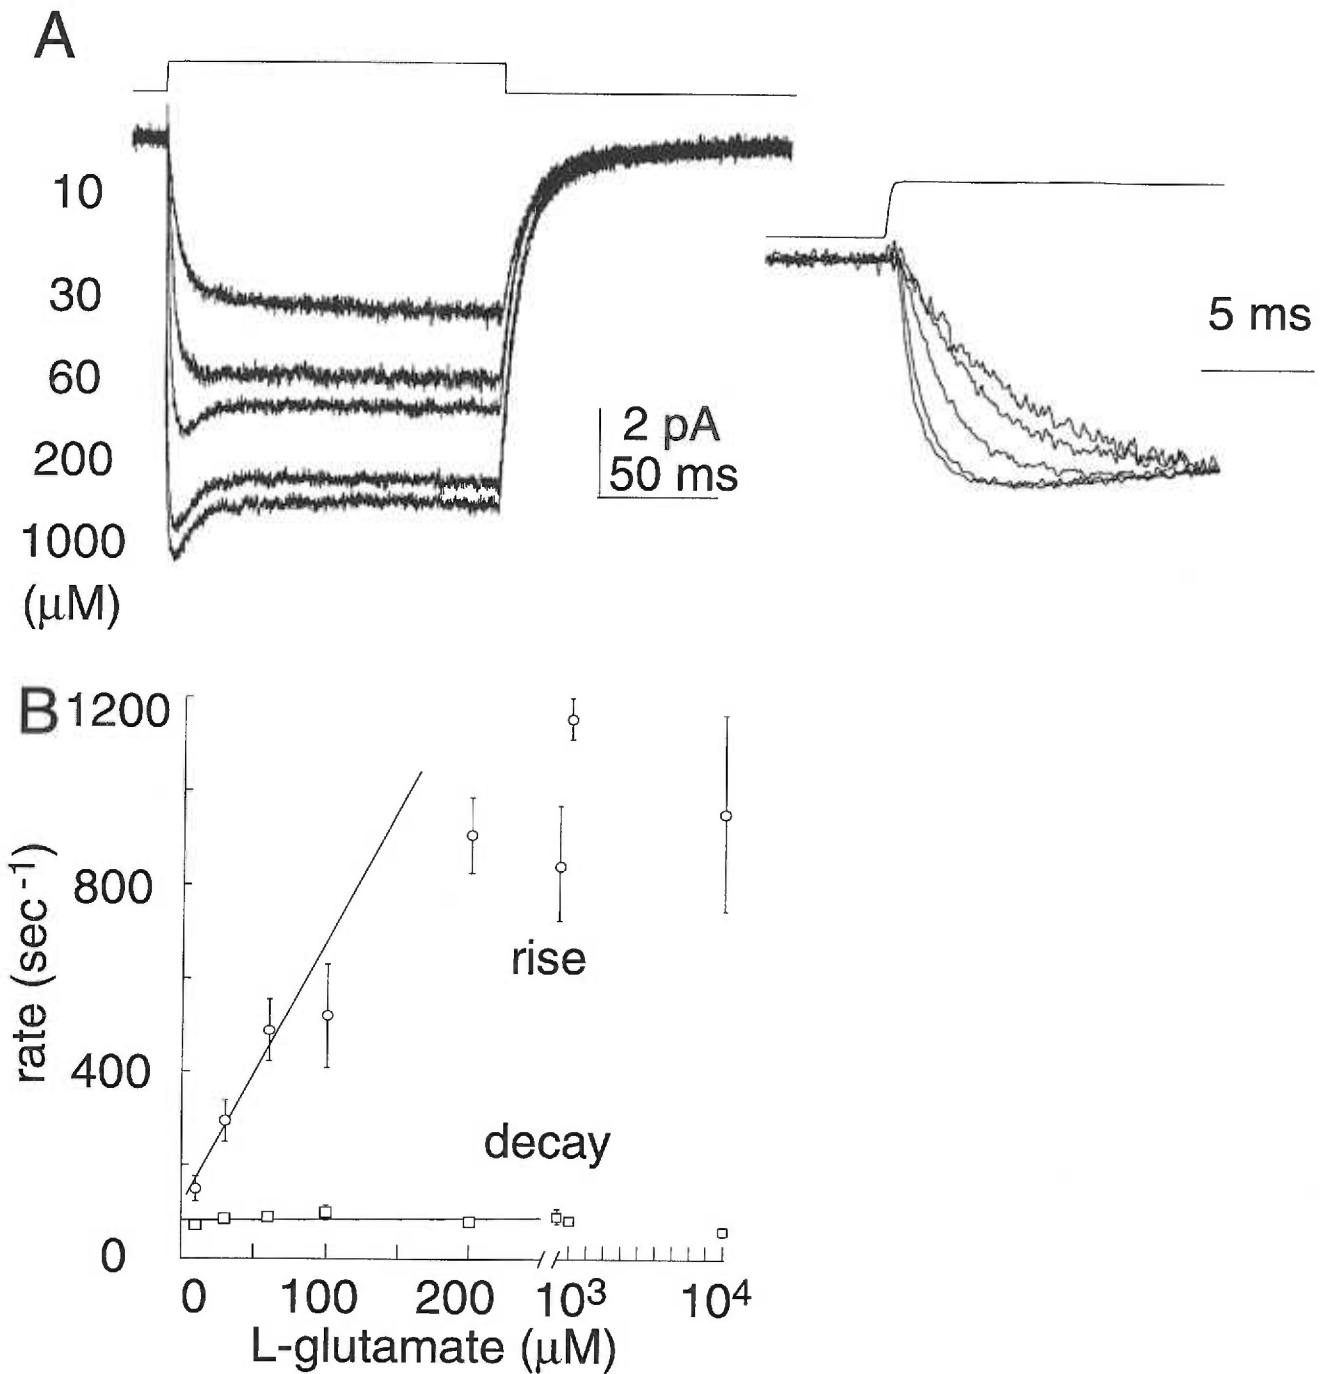 A
10
30
60
200
1000
(μM)
2 pA
50 ms
5 ms
B
1200
800
400
0
rate (sec⁻¹)
rise
decay
0 100 200 10³ 10⁴
L-glutamate (μM)